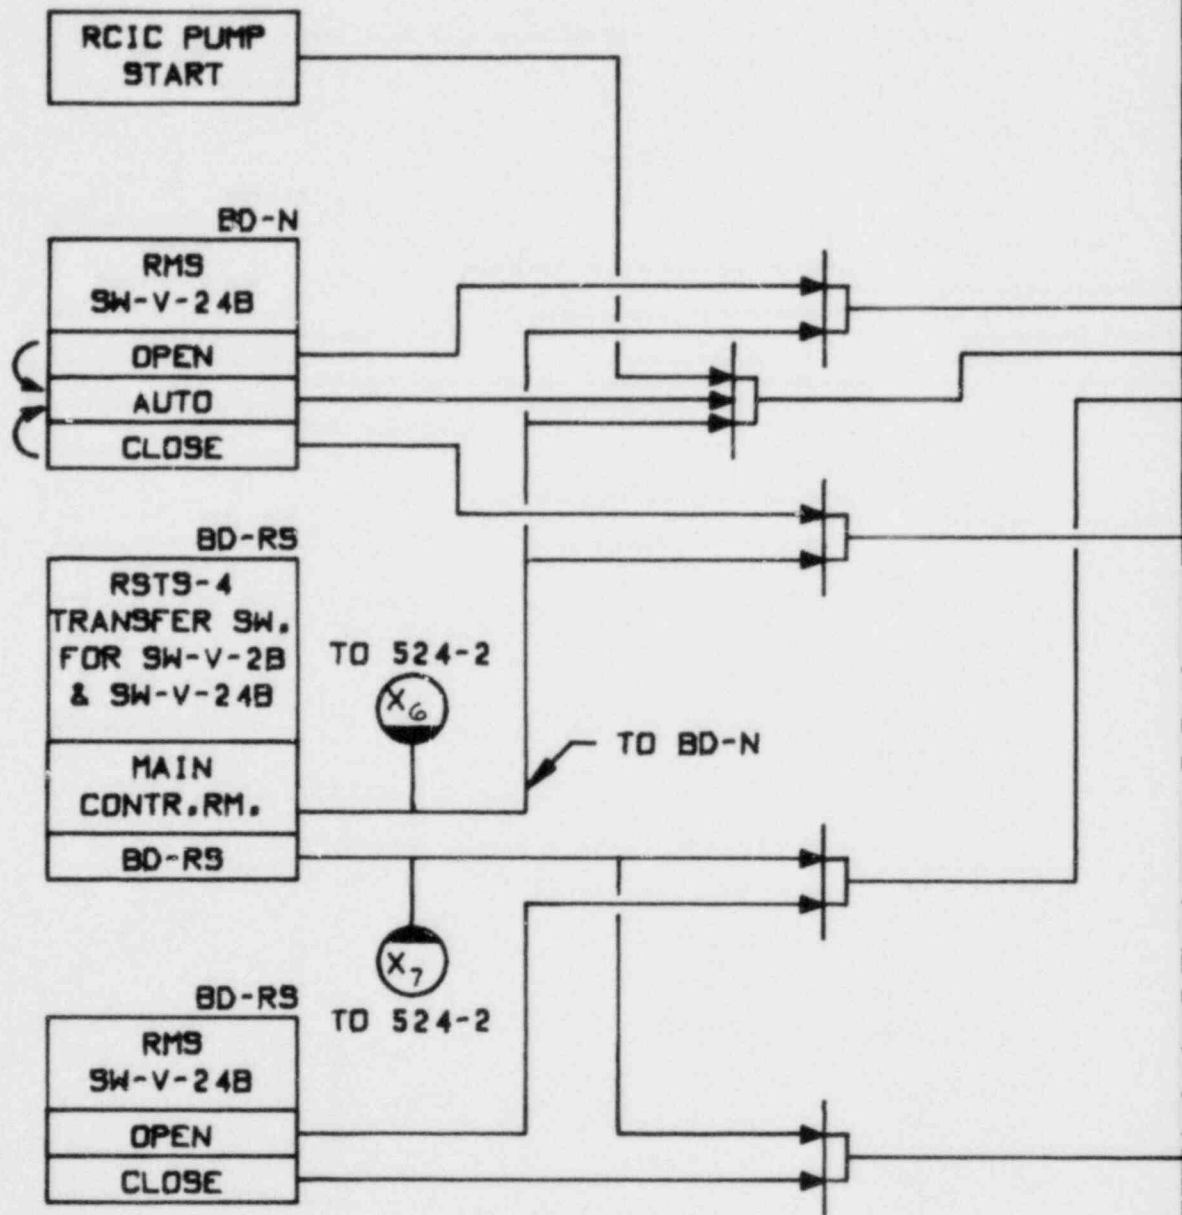 RCIC PUMP
START
BD-N
RMS
SW-V-24B
OPEN
AUTO
CLOSE
BD-RS
RSTS-4
TRANSFER SW.
FOR SW-V-2B
& SW-V-24B
MAIN
CONTR.RM.
BD-RS
TO 524-2
X6
TO BD-N
X7
TO 524-2
BD-RS
RMS
SW-V-24B
OPEN
CLOSE